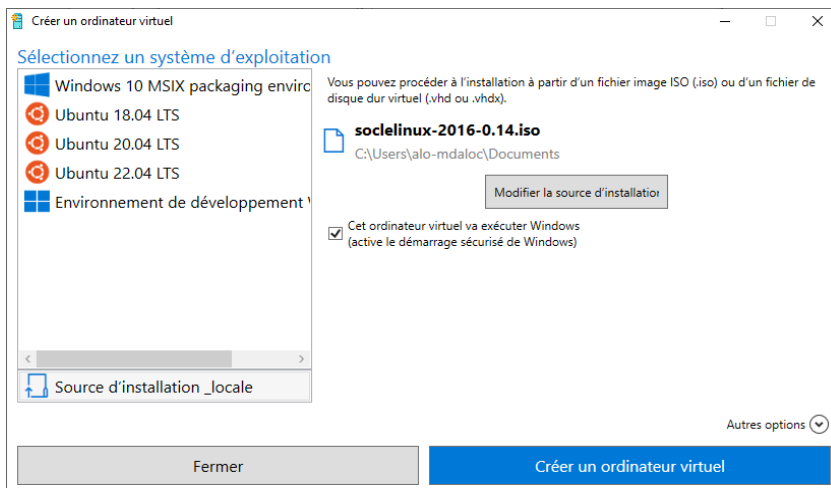 Créer un ordinateur virtuel
Sélectionnez un système d'exploitation
Windows 10 MSIX packaging enviro
Ubuntu 18.04 LTS
Ubuntu 20.04 LTS
Ubuntu 22.04 LTS
Environnement de développement
Source d'installation _locale
Vous pouvez procéder à l'installation à partir d'un fichier image ISO (.iso) ou d'un fichier de
disque dur virtuel (.vhd ou .vhdx).
soclelinux-2016-0.14.iso
C:\Users\alo-mdaloc\Documents
Modifier la source d'installation
Cet ordinateur virtuel va exécuter Windows
(active le démarrage sécurisé de Windows)
Autres options
Fermer
Créer un ordinateur virtuel